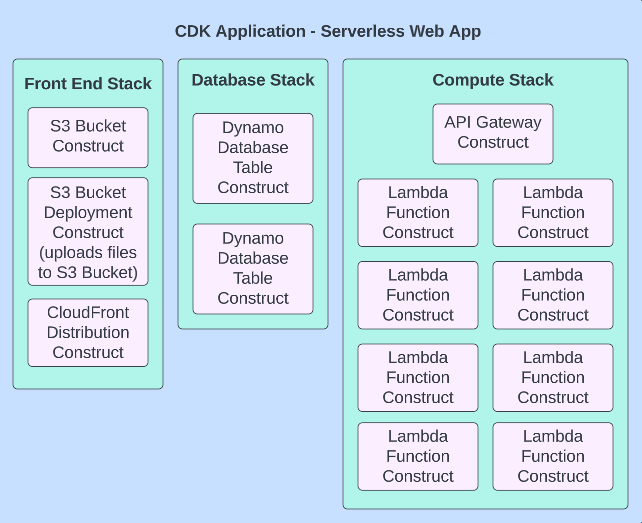 CDK Application - Serverless Web App
Front End Stack
S3 Bucket
Construct
S3 Bucket
Deployment
Construct
(uploads files
to S3 Bucket)
CloudFront
Distribution
Construct
Database Stack
Dynamo
Database
Table
Construct
Dynamo
Database
Table
Construct
Compute Stack
API Gateway
Construct
Lambda
Function
Construct
Lambda
Function
Construct
Lambda
Function
Construct
Lambda
Function
Construct
Lambda
Function
Construct
Lambda
Function
Construct
Lambda
Function
Construct
Lambda
Function
Construct